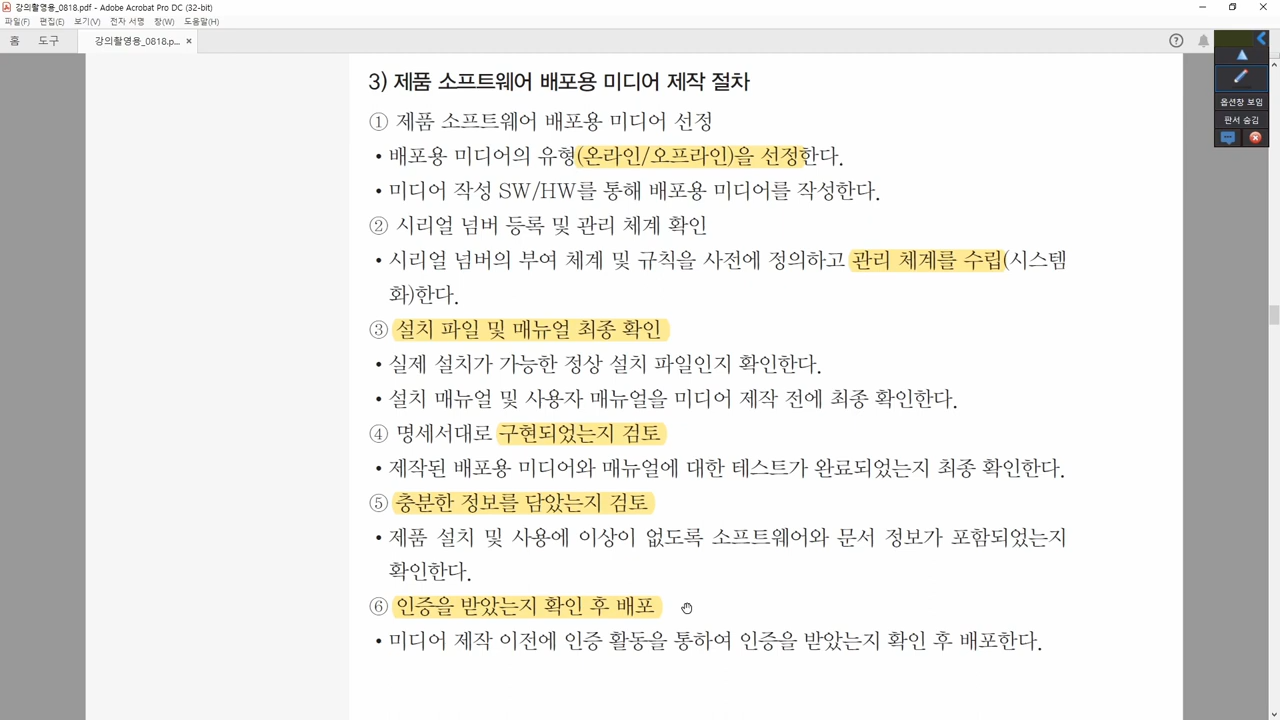 강의촬영용_0818.pdf - Adobe Acrobat Pro DC (32-bit)
파일(F) 편집(E) 보기(V) 전자 서명 창(W) 도움말(H)
홈 도구 강의촬영용_0818.p... ×
옵션창 보임
판서 숨김
3) 제품 소프트웨어 배포용 미디어 제작 절차
① 제품 소프트웨어 배포용 미디어 선정
• 배포용 미디어의 유형(온라인/오프라인)을 선정한다.
• 미디어 작성 SW/HW를 통해 배포용 미디어를 작성한다.
② 시리얼 넘버 등록 및 관리 체계 확인
• 시리얼 넘버의 부여 체계 및 규칙을 사전에 정의하고 관리 체계를 수립(시스템
화)한다.
③ 설치 파일 및 매뉴얼 최종 확인
• 실제 설치가 가능한 정상 설치 파일인지 확인한다.
• 설치 매뉴얼 및 사용자 매뉴얼을 미디어 제작 전에 최종 확인한다.
④ 명세서대로 구현되었는지 검토
• 제작된 배포용 미디어와 매뉴얼에 대한 테스트가 완료되었는지 최종 확인한다.
⑤ 충분한 정보를 담았는지 검토
• 제품 설치 및 사용에 이상이 없도록 소프트웨어와 문서 정보가 포함되었는지
확인한다.
⑥ 인증을 받았는지 확인 후 배포
• 미디어 제작 이전에 인증 활동을 통하여 인증을 받았는지 확인 후 배포한다.